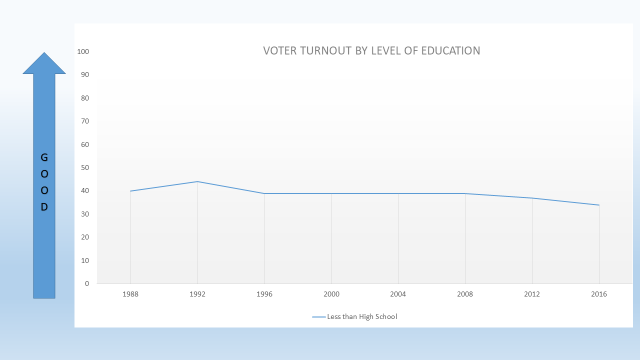 VOTER TURNOUT BY LEVEL OF EDUCATION
100
90
80
70
60
50
40
30
20
10
0
G
O
O
D
1988 1992 1996 2000 2004 2008 2012 2016
Less than High School